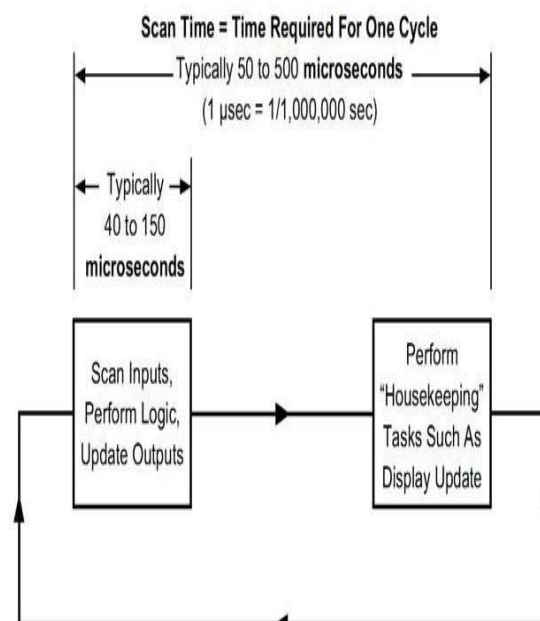 Scan Time = Time Required For One Cycle
Typically 50 to 500 microseconds
(1 µsec = 1/1,000,000 sec)
Typically
40 to 150
microseconds
Scan Inputs,
Perform Logic,
Update Outputs
Perform
“Housekeeping”
Tasks Such As
Display Update